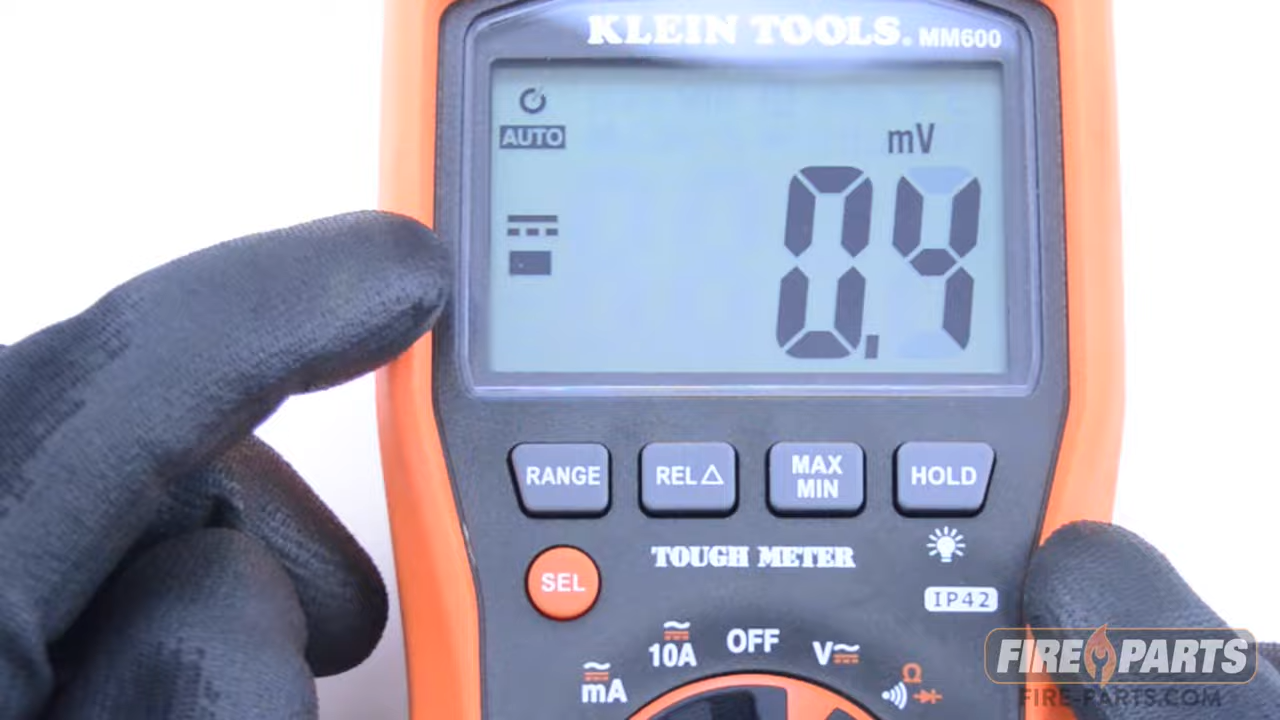 KLEIN TOOLS® MM600
AUTO
mV
0.4
RANGE
REL△
MAX
MIN
HOLD
TOUGH METER
SEL
IP42
10A
OFF
V
mA
Ω
FIRE PARTS
FIRE-PARTS.COM